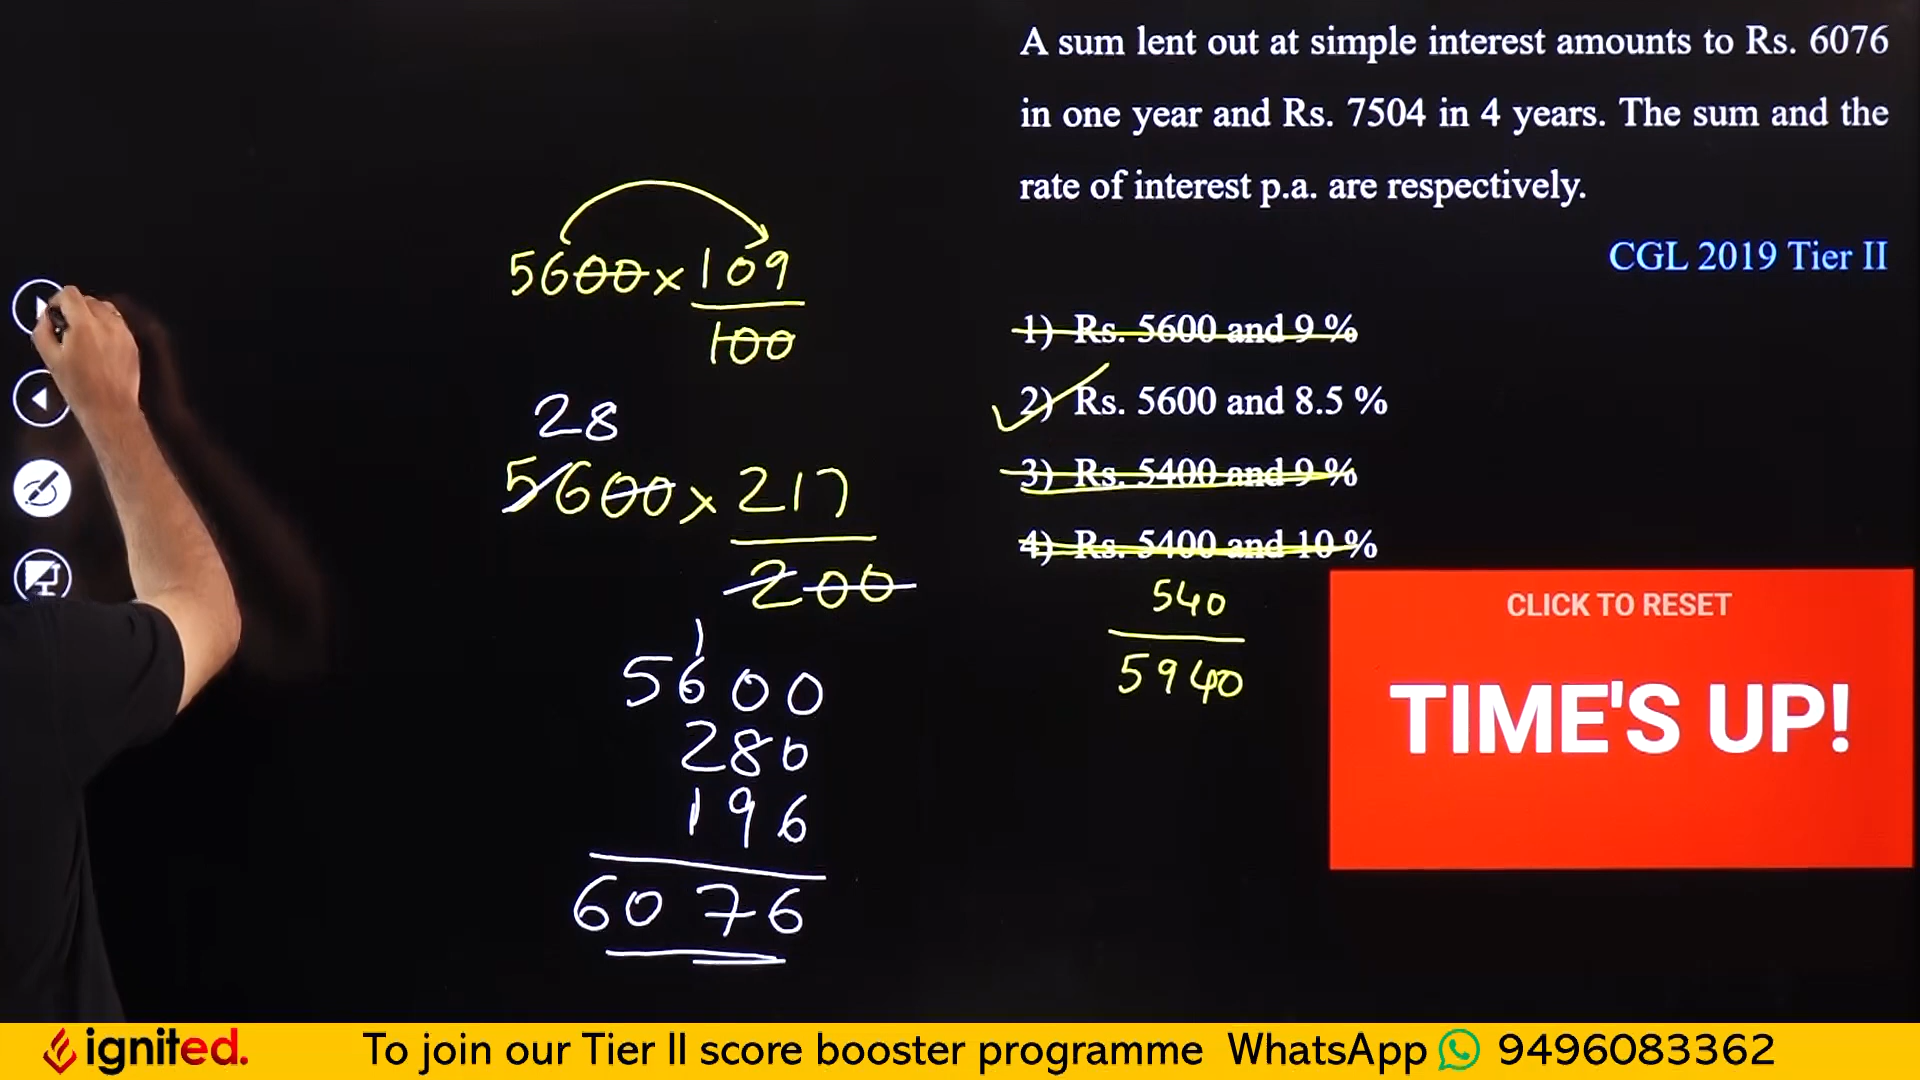 A sum lent out at simple interest amounts to Rs. 6076
in one year and Rs. 7504 in 4 years. The sum and the
rate of interest p.a. are respectively.
CGL 2019 Tier II
1) Rs. 5600 and 9 %
2) Rs. 5600 and 8.5 %
3) Rs. 5400 and 9 %
4) Rs. 5400 and 10 %
540
5940
5600 x 109
100
28
5600 x 217
200
1
5600
280
196
6076
CLICK TO RESET
TIME'S UP!
ignited.
To join our Tier II score booster programme WhatsApp 9496083362